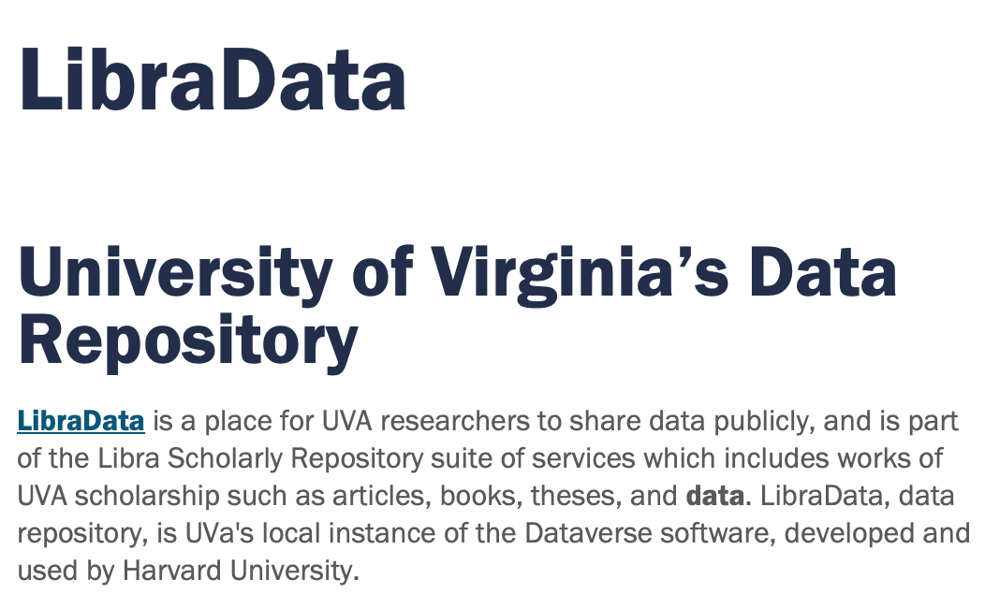 LibraData
University of Virginia’s Data
Repository
LibraData is a place for UVA researchers to share data publicly, and is part
of the Libra Scholarly Repository suite of services which includes works of
UVA scholarship such as articles, books, theses, and data. LibraData, data
repository, is UVa's local instance of the Dataverse software, developed and
used by Harvard University.